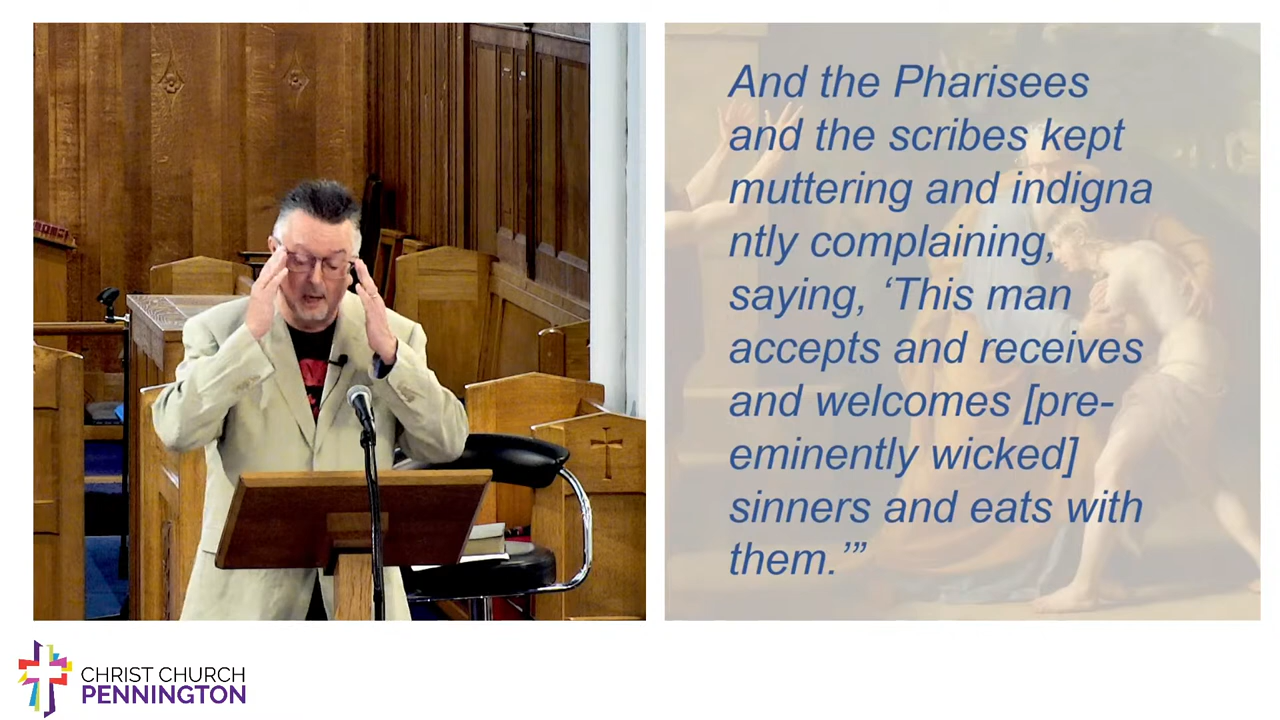 And the Pharisees
and the scribes kept
muttering and indigna
ntly complaining,
saying, ‘This man
accepts and receives
and welcomes [pre-
eminently wicked]
sinners and eats with
them.’”
CHRIST CHURCH
PENNINGTON